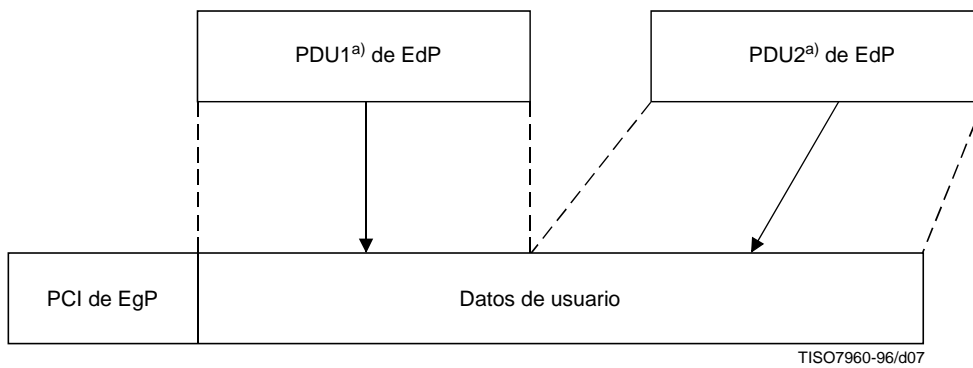 PDU1a) de EdP
PDU2a) de EdP
PCI de EgP
Datos de usuario
TISO7960-96/d07